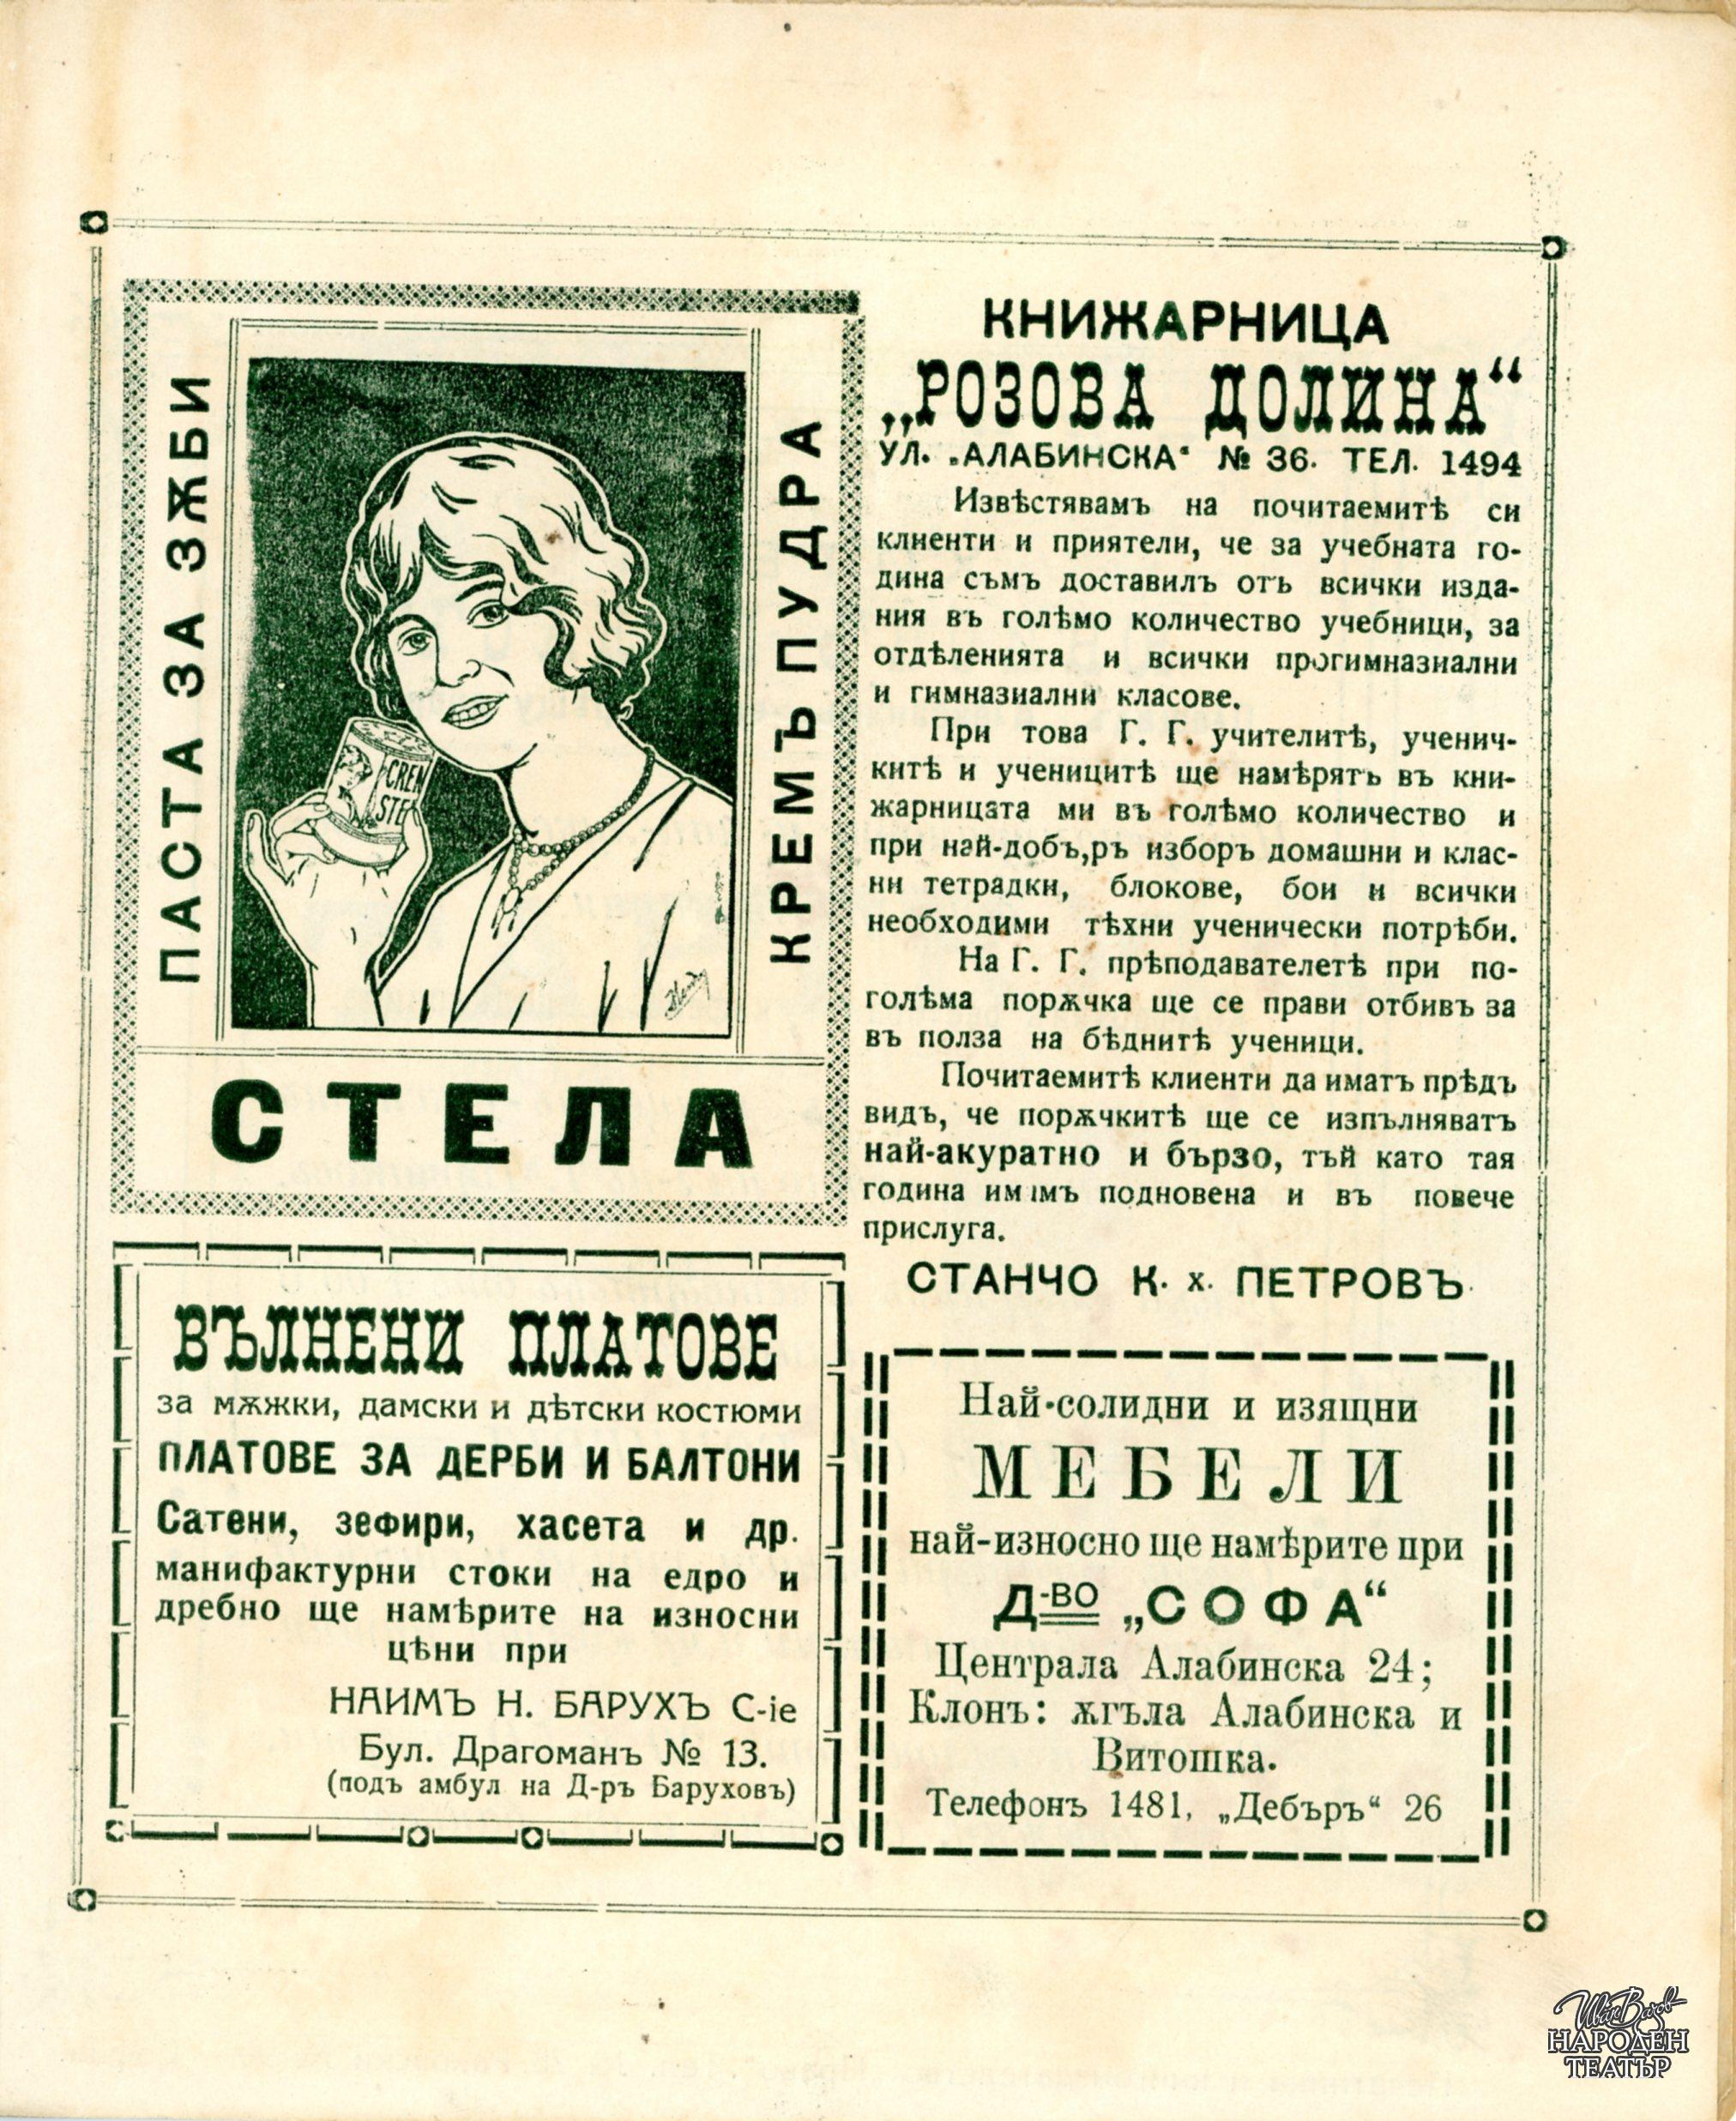 ПАСТА ЗА ЗѪБИ
КРЕМЪ ПУДРА
CREM
STE
СТЕЛА
КНИЖАРНИЦА
„РОЗОВА ДОЛИНА“
УЛ. „АЛАБИНСКА“ № 36. ТЕЛ. 1494
Извѣстявамъ на почитаемитѣ си
клиенти и приятели, че за учебната го-
дина съмъ доставилъ отъ всички изда-
ния въ голѣмо количество учебници, за
отдѣленията и всички прогимназиални
и гимназиални класове.
При това Г. Г. учителитѣ, ученич-
китѣ и ученицитѣ ще намѣрятъ въ кни-
жарницата ми въ голѣмо количество и
при най-добъ,ръ изборъ домашни и клас-
ни тетрадки, блокове, бои и всички
необходими тѣхни ученически потрѣби.
На Г. Г. прѣподавателетѣ при по-
голѣма порѫчка ще се прави отбивъ за
въ полза на бѣднитѣ ученици.
Почитаемитѣ клиенти да иматъ прѣдъ
видъ, че порѫчкитѣ ще се изпълняватъ
най-акуратно и бързо, тъй като тая
година имамъ подновена и въ повече
прислуга.
СТАНЧО К. х. ПЕТРОВЪ.
ВЪЛНЕНИ ПЛАТОВЕ
за мѫжки, дамски и дѣтски костюми
ПЛАТОВЕ ЗА ДЕРБИ И БАЛТОНИ
Сатени, зефири, хасета и др.
манифактурни стоки на едро и
дребно ще намѣрите на износни
цѣни при
НАИМЪ Н. БАРУХЪ C-ie
Бул. Драгоманъ № 13.
(подъ амбул на Д-ръ Баруховъ)
Най-солидни и изящни
МЕБЕЛИ
най-износно ще намѣрите при
Д-ВО „СОФА“
Централа Алабинска 24;
Клонъ: ѫгъла Алабинска и
Витошка.
Телефонъ 1481, „Дебъръ“ 26
Иван Вазов
НАРОДЕН
ТЕАТЪР